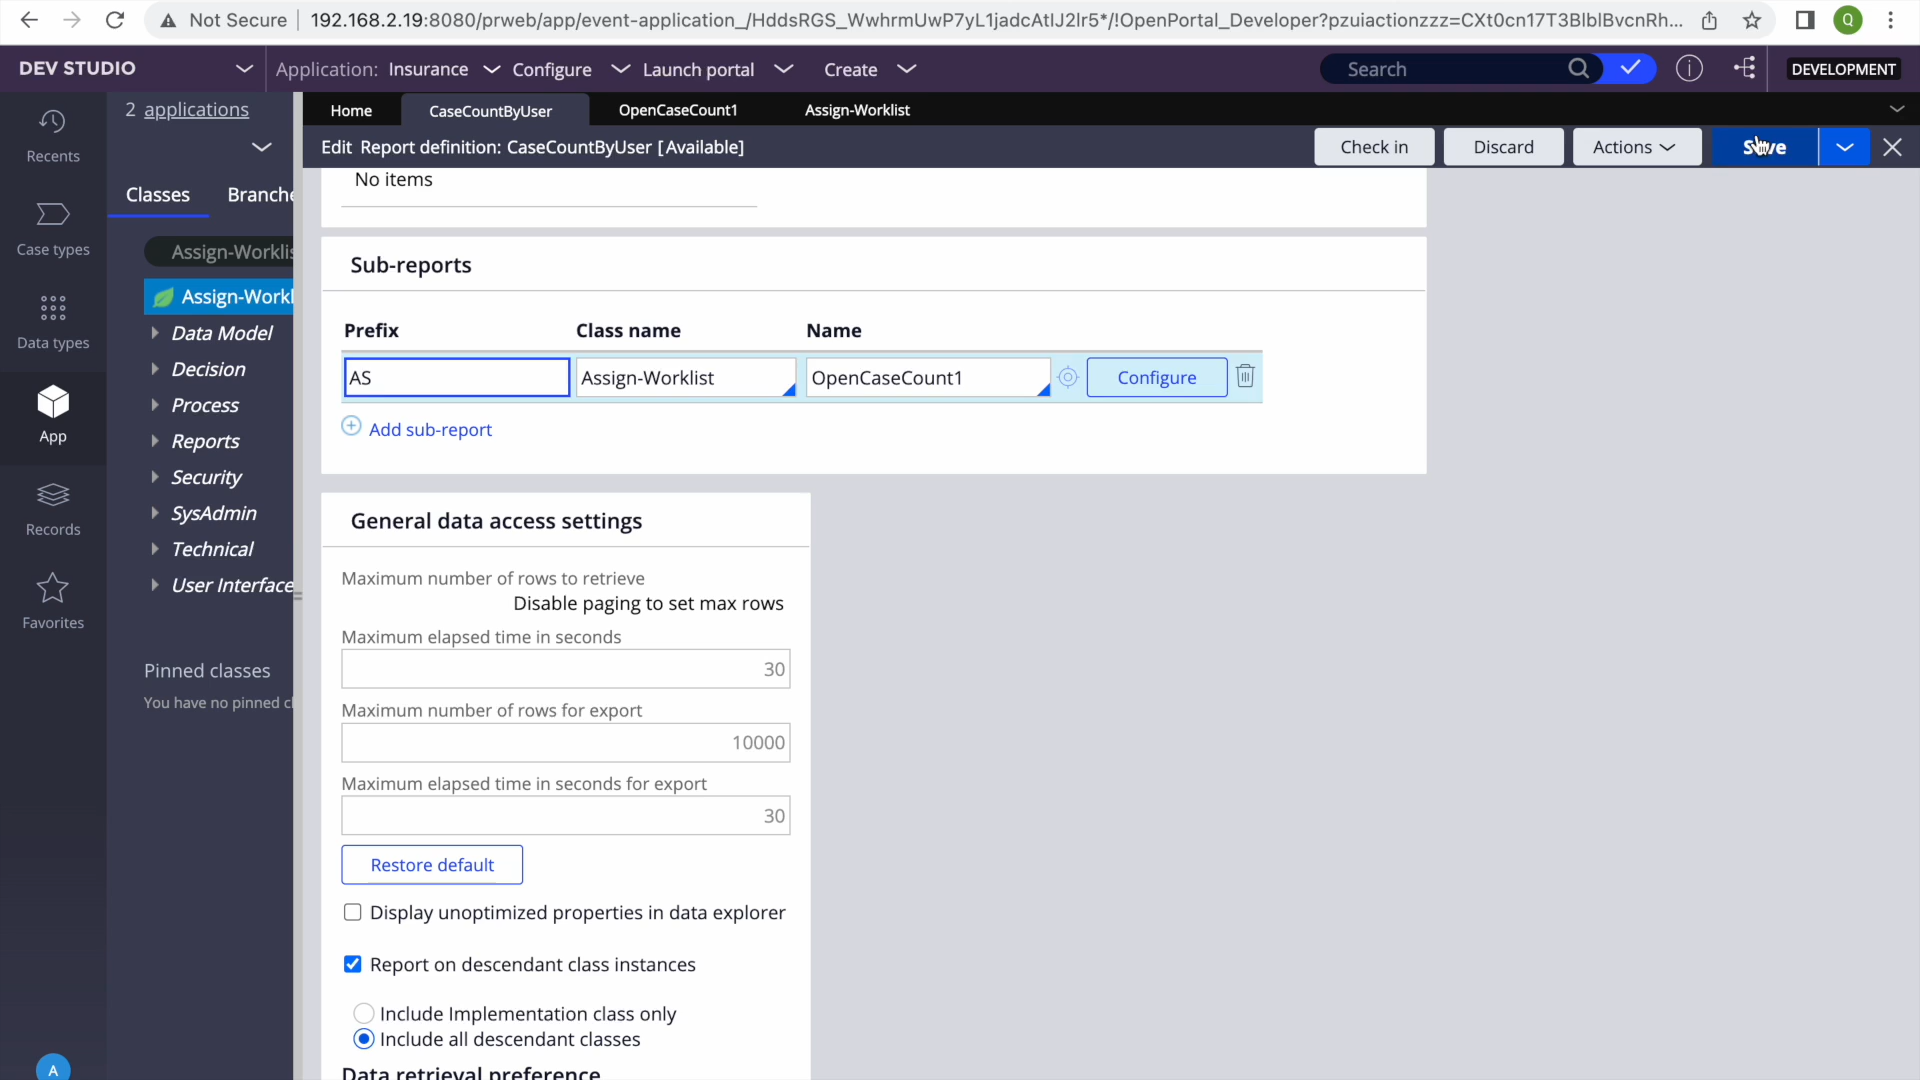 Not Secure 192.168.2.19:8080/prweb/app/event-application_/HddsRGS_WwhrmUwP7yL1jadcAtIJ2lr5*/!OpenPortal_Developer?pzuiactionzzz=CXt0cn17T3BlblBvcnRh... Q
DEV STUDIO Application: Insurance Configure Launch portal Create Search DEVELOPMENT
2 applications Home CaseCountByUser OpenCaseCount1 Assign-Worklist
Recents
Edit Report definition: CaseCountByUser [Available] Check in Discard Actions Save
Classes Branche
No items
Case types
Assign-Worklis
Assign-Workl
Data Model
Decision
Process
Reports
Security
SysAdmin
Technical
User Interface
Data types
App
Records
Favorites
Pinned classes
You have no pinned cl
A
Sub-reports
Prefix Class name Name
AS Assign-Worklist OpenCaseCount1 Configure
Add sub-report
General data access settings
Maximum number of rows to retrieve
Disable paging to set max rows
Maximum elapsed time in seconds
30
Maximum number of rows for export
10000
Maximum elapsed time in seconds for export
30
Restore default
Display unoptimized properties in data explorer
Report on descendant class instances
Include Implementation class only
Include all descendant classes
Data retrieval preference